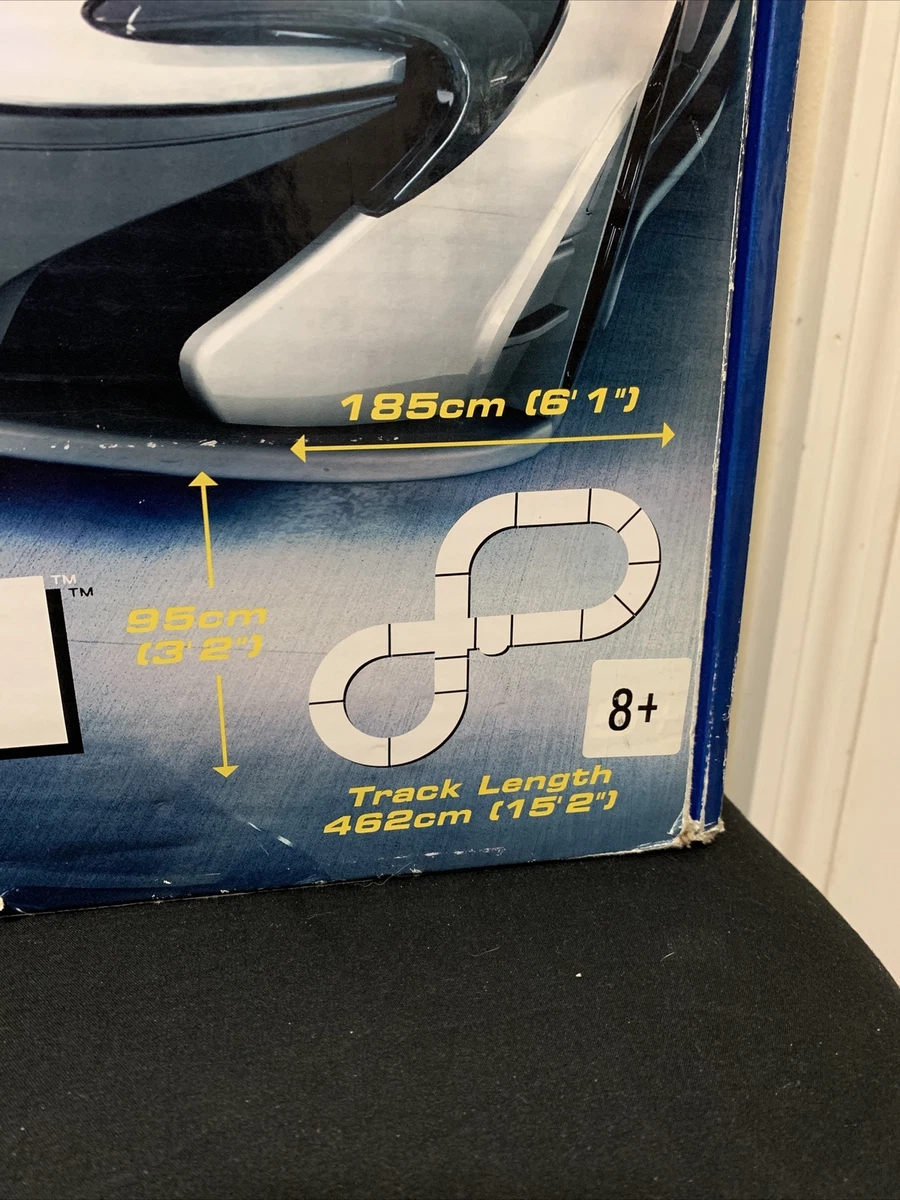 185cm (6' 1")
TM
TM
95cm
(3' 2")
8+
Track Length
462cm (15' 2")